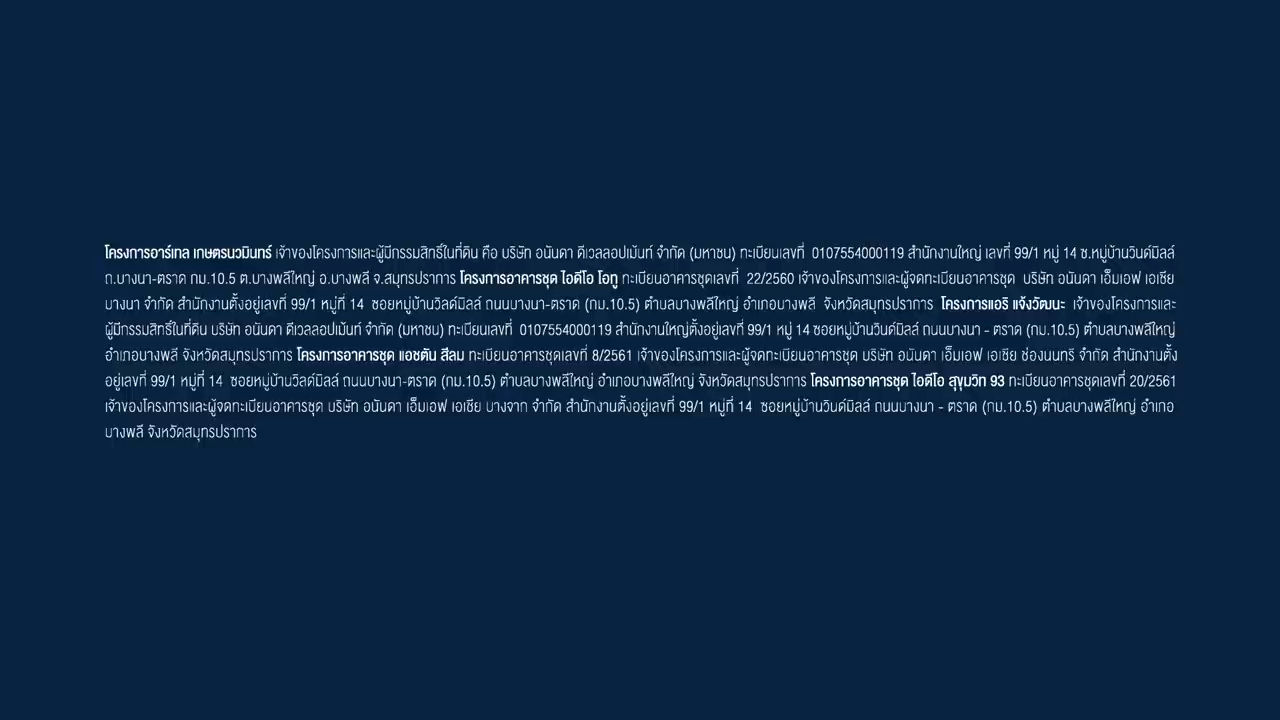 โครงการอาร์เทล เกษตรนวมินทร์ เจ้าของโครงการและผู้มีกรรมสิทธิ์ในที่ดิน คือ บริษัท อนันดา ดีเวลลอปเม้นท์ จำกัด (มหาชน) ทะเบียนเลขที่ 0107554000119 สำนักงานใหญ่ เลขที่ 99/1 หมู่ 14 ซ.หมู่บ้านวินด์มิลล์
ถ.บางนา-ตราด กม.10.5 ต.บางพลีใหญ่ อ.บางพลี จ.สมุทรปราการ โครงการอาคารชุด ไอดีโอ โอทู ทะเบียนอาคารชุดเลขที่ 22/2560 เจ้าของโครงการและผู้จดทะเบียนอาคารชุด บริษัท อนันดา เอ็มเอฟ เอเชีย
บางนา จำกัด สำนักงานตั้งอยู่เลขที่ 99/1 หมู่ที่ 14 ซอยหมู่บ้านวิลด์มิลล์ ถนนบางนา-ตราด (กม.10.5) ตำบลบางพลีใหญ่ อำเภอบางพลี จังหวัดสมุทรปราการ โครงการแอริ แจ้งวัฒนะ เจ้าของโครงการและ
ผู้มีกรรมสิทธิ์ในที่ดิน บริษัท อนันดา ดีเวลลอปเม้นท์ จำกัด (มหาชน) ทะเบียนเลขที่ 0107554000119 สำนักงานใหญ่ตั้งอยู่เลขที่ 99/1 หมู่ 14 ซอยหมู่บ้านวินด์มิลล์ ถนนบางนา - ตราด (กม.10.5) ตำบลบางพลีใหญ่
อำเภอบางพลี จังหวัดสมุทรปราการ โครงการอาคารชุด แอชตัน สีลม ทะเบียนอาคารชุดเลขที่ 8/2561 เจ้าของโครงการและผู้จดทะเบียนอาคารชุด บริษัท อนันดา เอ็มเอฟ เอเชีย ช่องนนทรี จำกัด สำนักงานตั้ง
อยู่เลขที่ 99/1 หมู่ที่ 14 ซอยหมู่บ้านวิลด์มิลล์ ถนนบางนา-ตราด (กม.10.5) ตำบลบางพลีใหญ่ อำเภอบางพลีใหญ่ จังหวัดสมุทรปราการ โครงการอาคารชุด ไอดีโอ สุขุมวิท 93 ทะเบียนอาคารชุดเลขที่ 20/2561
เจ้าของโครงการและผู้จดทะเบียนอาคารชุด บริษัท อนันดา เอ็มเอฟ เอเชีย บางจาก จำกัด สำนักงานตั้งอยู่เลขที่ 99/1 หมู่ที่ 14 ซอยหมู่บ้านวินด์มิลล์ ถนนบางนา - ตราด (กม.10.5) ตำบลบางพลีใหญ่ อำเภอ
บางพลี จังหวัดสมุทรปราการ